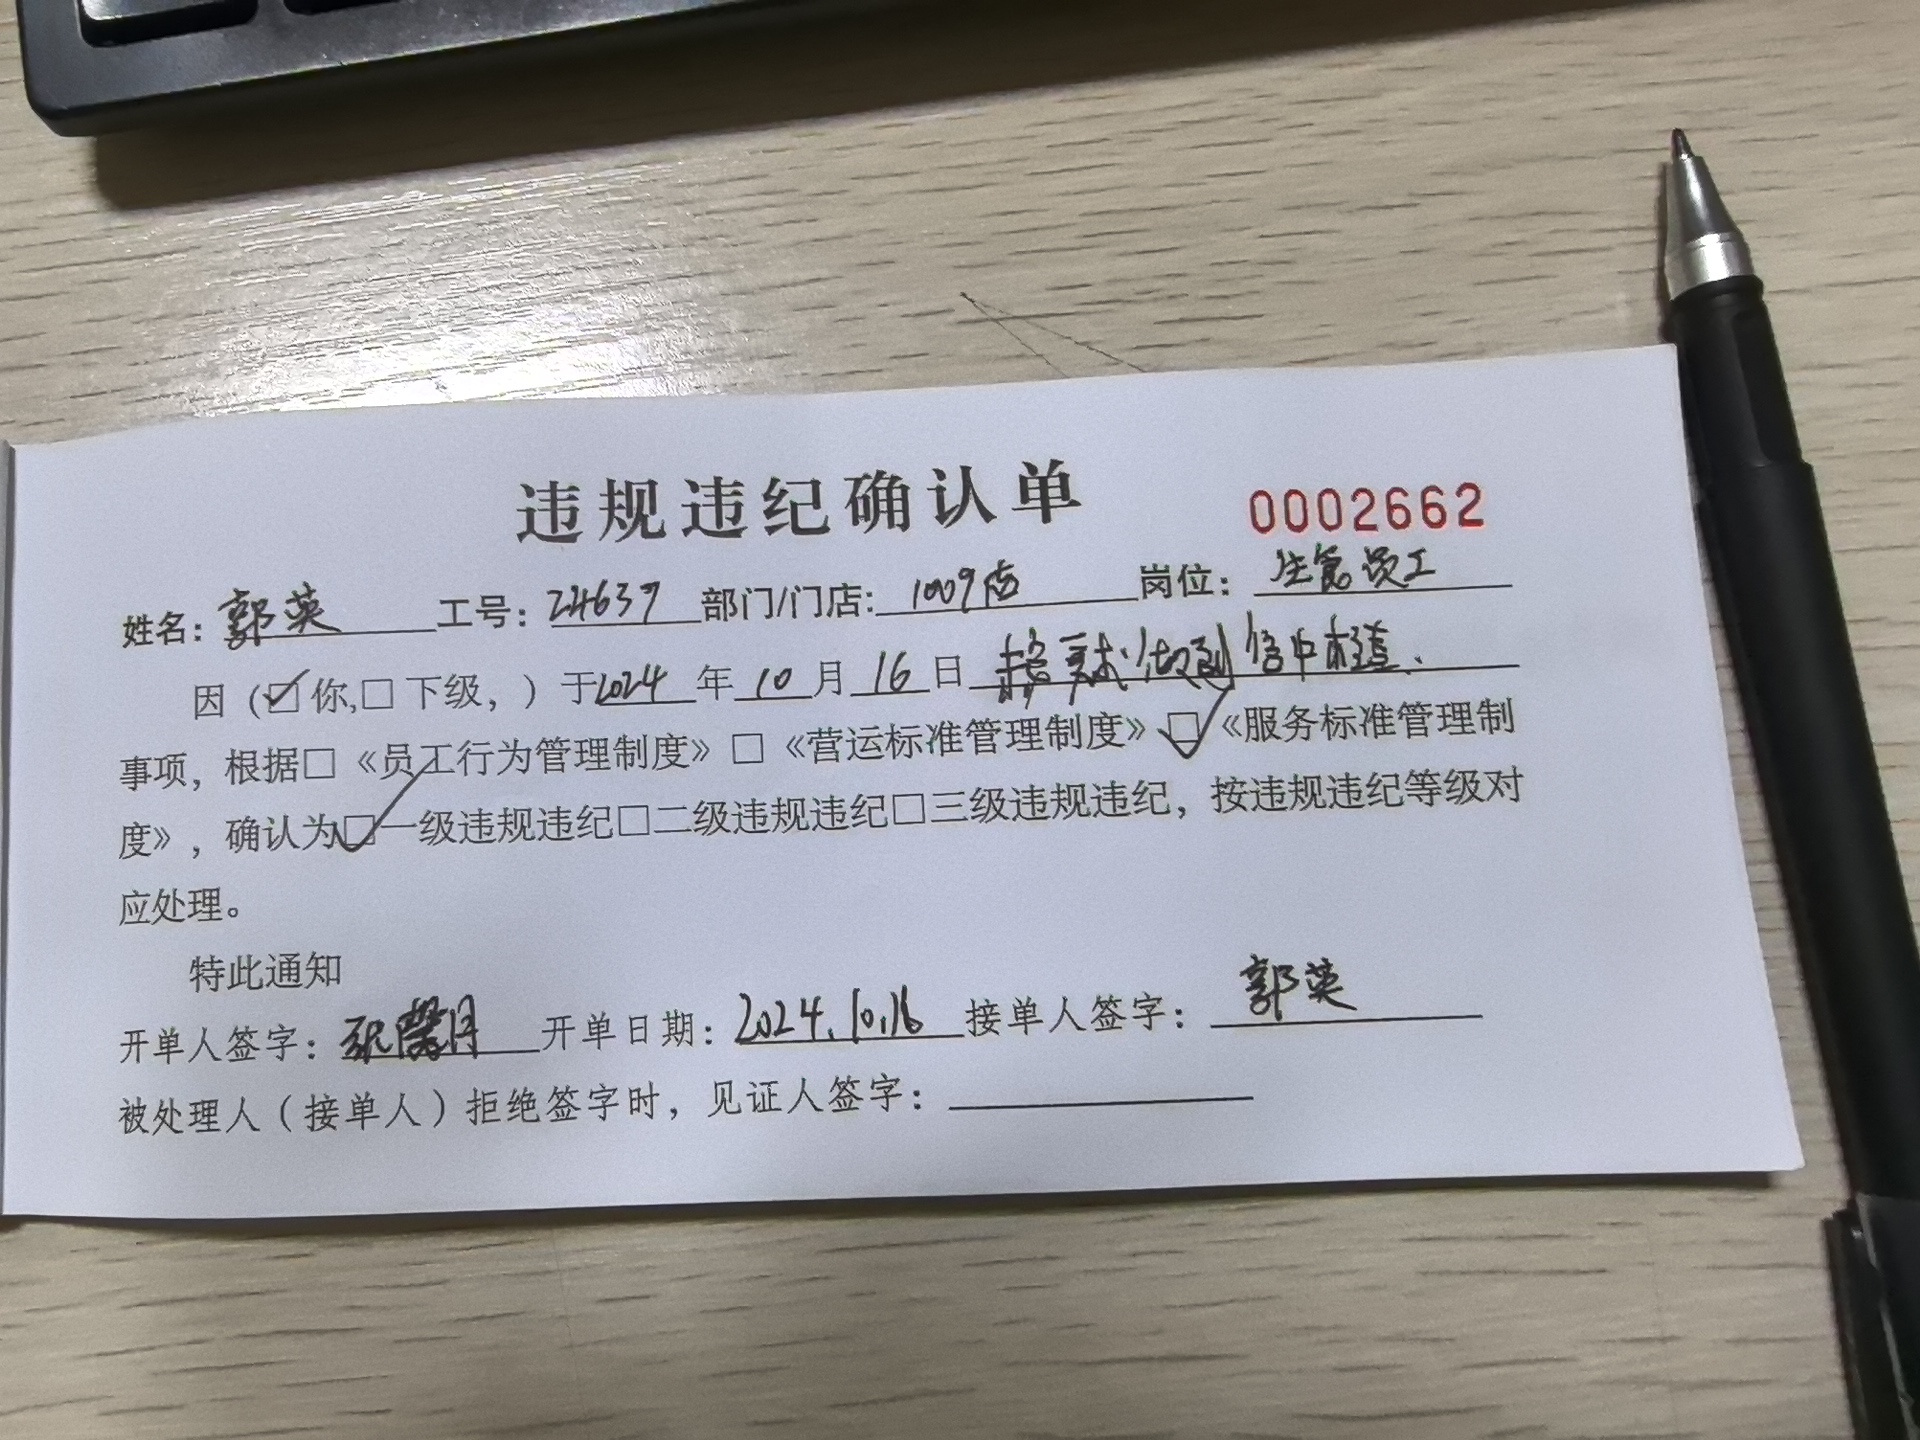 违规违纪确认单 0002662
姓名：郭英 工号：24637 部门/门店：1009店 岗位：生食员工
因（☑你,□下级，）于2024年10月16日
事项，根据□《员工行为管理制度》□《营运标准管理制度》☑《服务标准管理制
度》，确认为☑一级违规违纪□二级违规违纪□三级违规违纪，按违规违纪等级对
应处理。
特此通知
开单人签字： 开单日期：2024.10.16 接单人签字：郭英
被处理人（接单人）拒绝签字时，见证人签字：